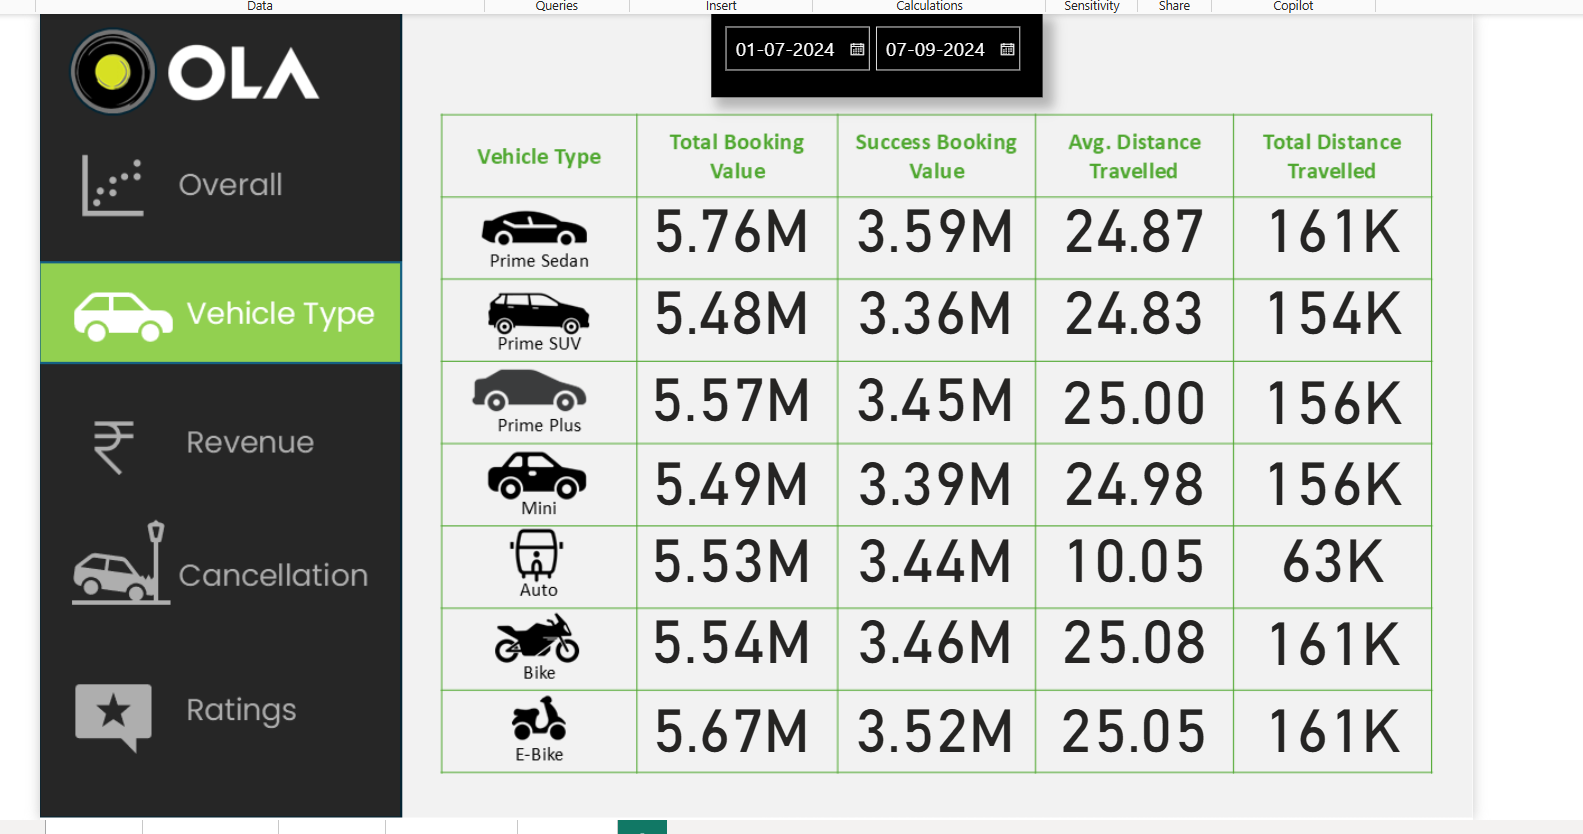 Data Queries Insert Calculations Sensitivity Share Copilot
OLA
01-07-2024 07-09-2024
Overall
Vehicle Type
Revenue
Cancellation
Ratings
Vehicle Type
Total Booking
Value
Success Booking
Value
Avg. Distance
Travelled
Total Distance
Travelled
Prime Sedan 5.76M 3.59M 24.87 161K
Prime SUV 5.48M 3.36M 24.83 154K
Prime Plus 5.57M 3.45M 25.00 156K
Mini 5.49M 3.39M 24.98 156K
Auto 5.53M 3.44M 10.05 63K
Bike 5.54M 3.46M 25.08 161K
E-Bike 5.67M 3.52M 25.05 161K